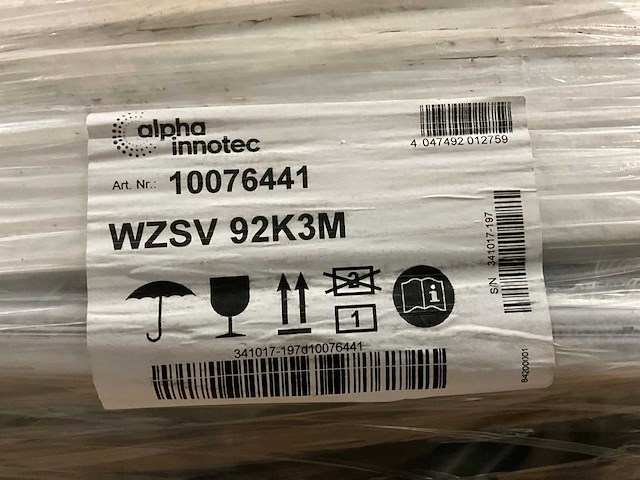 alpha
innotec
4 047492 012759
Art. Nr.: 10076441
WZSV 92K3M
S/N 341017-197
2
1
i
341017-197d10076441
84200001